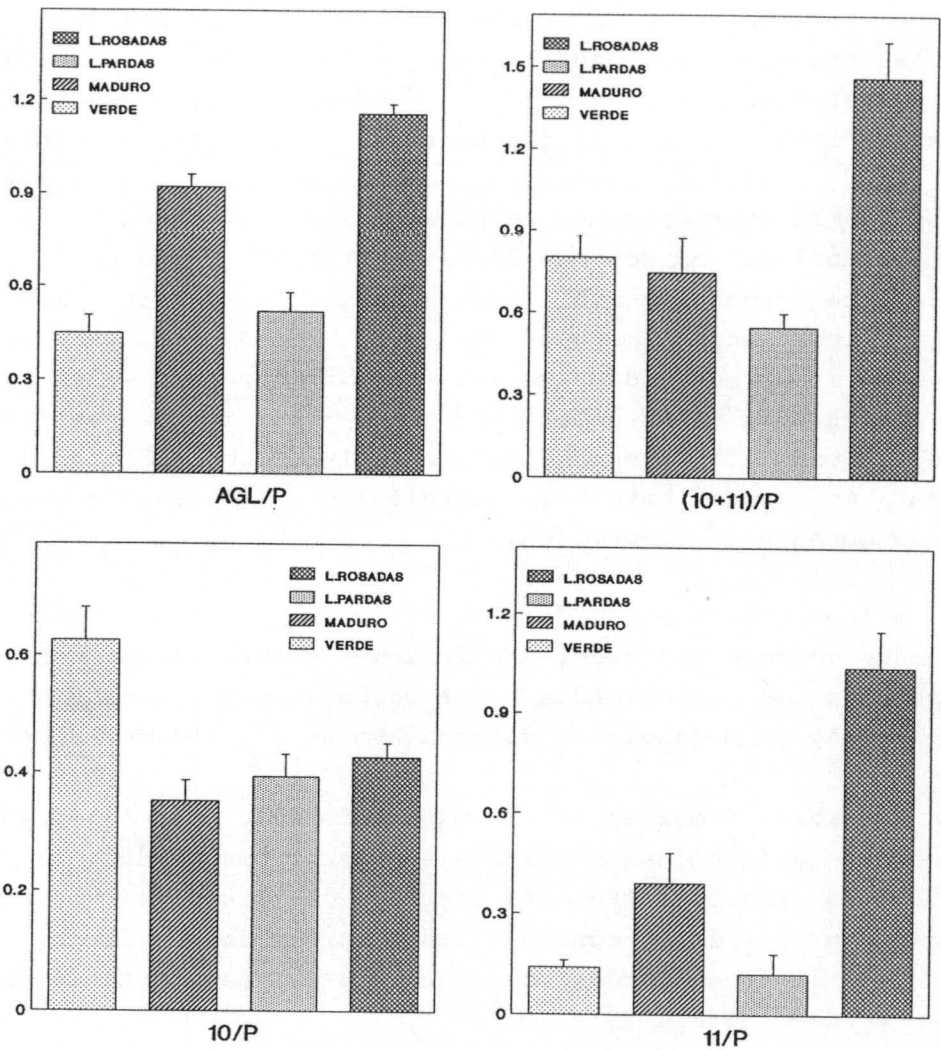 L.ROSADAS
L.PARDAS
MADURO
VERDE
1.2
0.9
0.6
0.3
0
AGL/P
L.ROSADAS
L.PARDAS
MADURO
VERDE
1.5
1.2
0.9
0.6
0.3
0
(10+11)/P
L.ROSADAS
L.PARDAS
MADURO
VERDE
0.6
0.4
0.2
0
10/P
L.ROSADAS
L.PARDAS
MADURO
VERDE
1.2
0.9
0.6
0.3
0
11/P